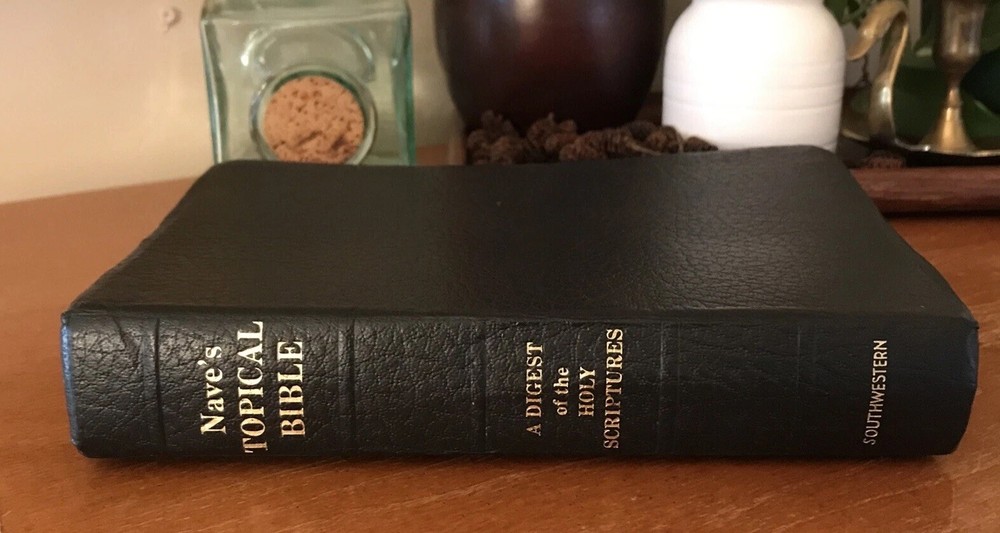 Nave's
TOPICAL
BIBLE
A DIGEST
of the
HOLY
SCRIPTURES
SOUTHWESTERN